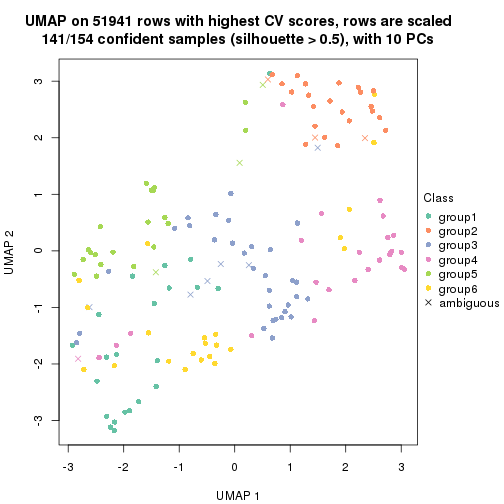 UMAP on 51941 rows with highest CV scores, rows are scaled
141/154 confident samples (silhouette > 0.5), with 10 PCs
3
2
1
0
-1
-2
-3
UMAP 2
-3
-2
-1
0
1
2
3
UMAP 1
Class
group1
group2
group3
group4
group5
group6
ambiguous